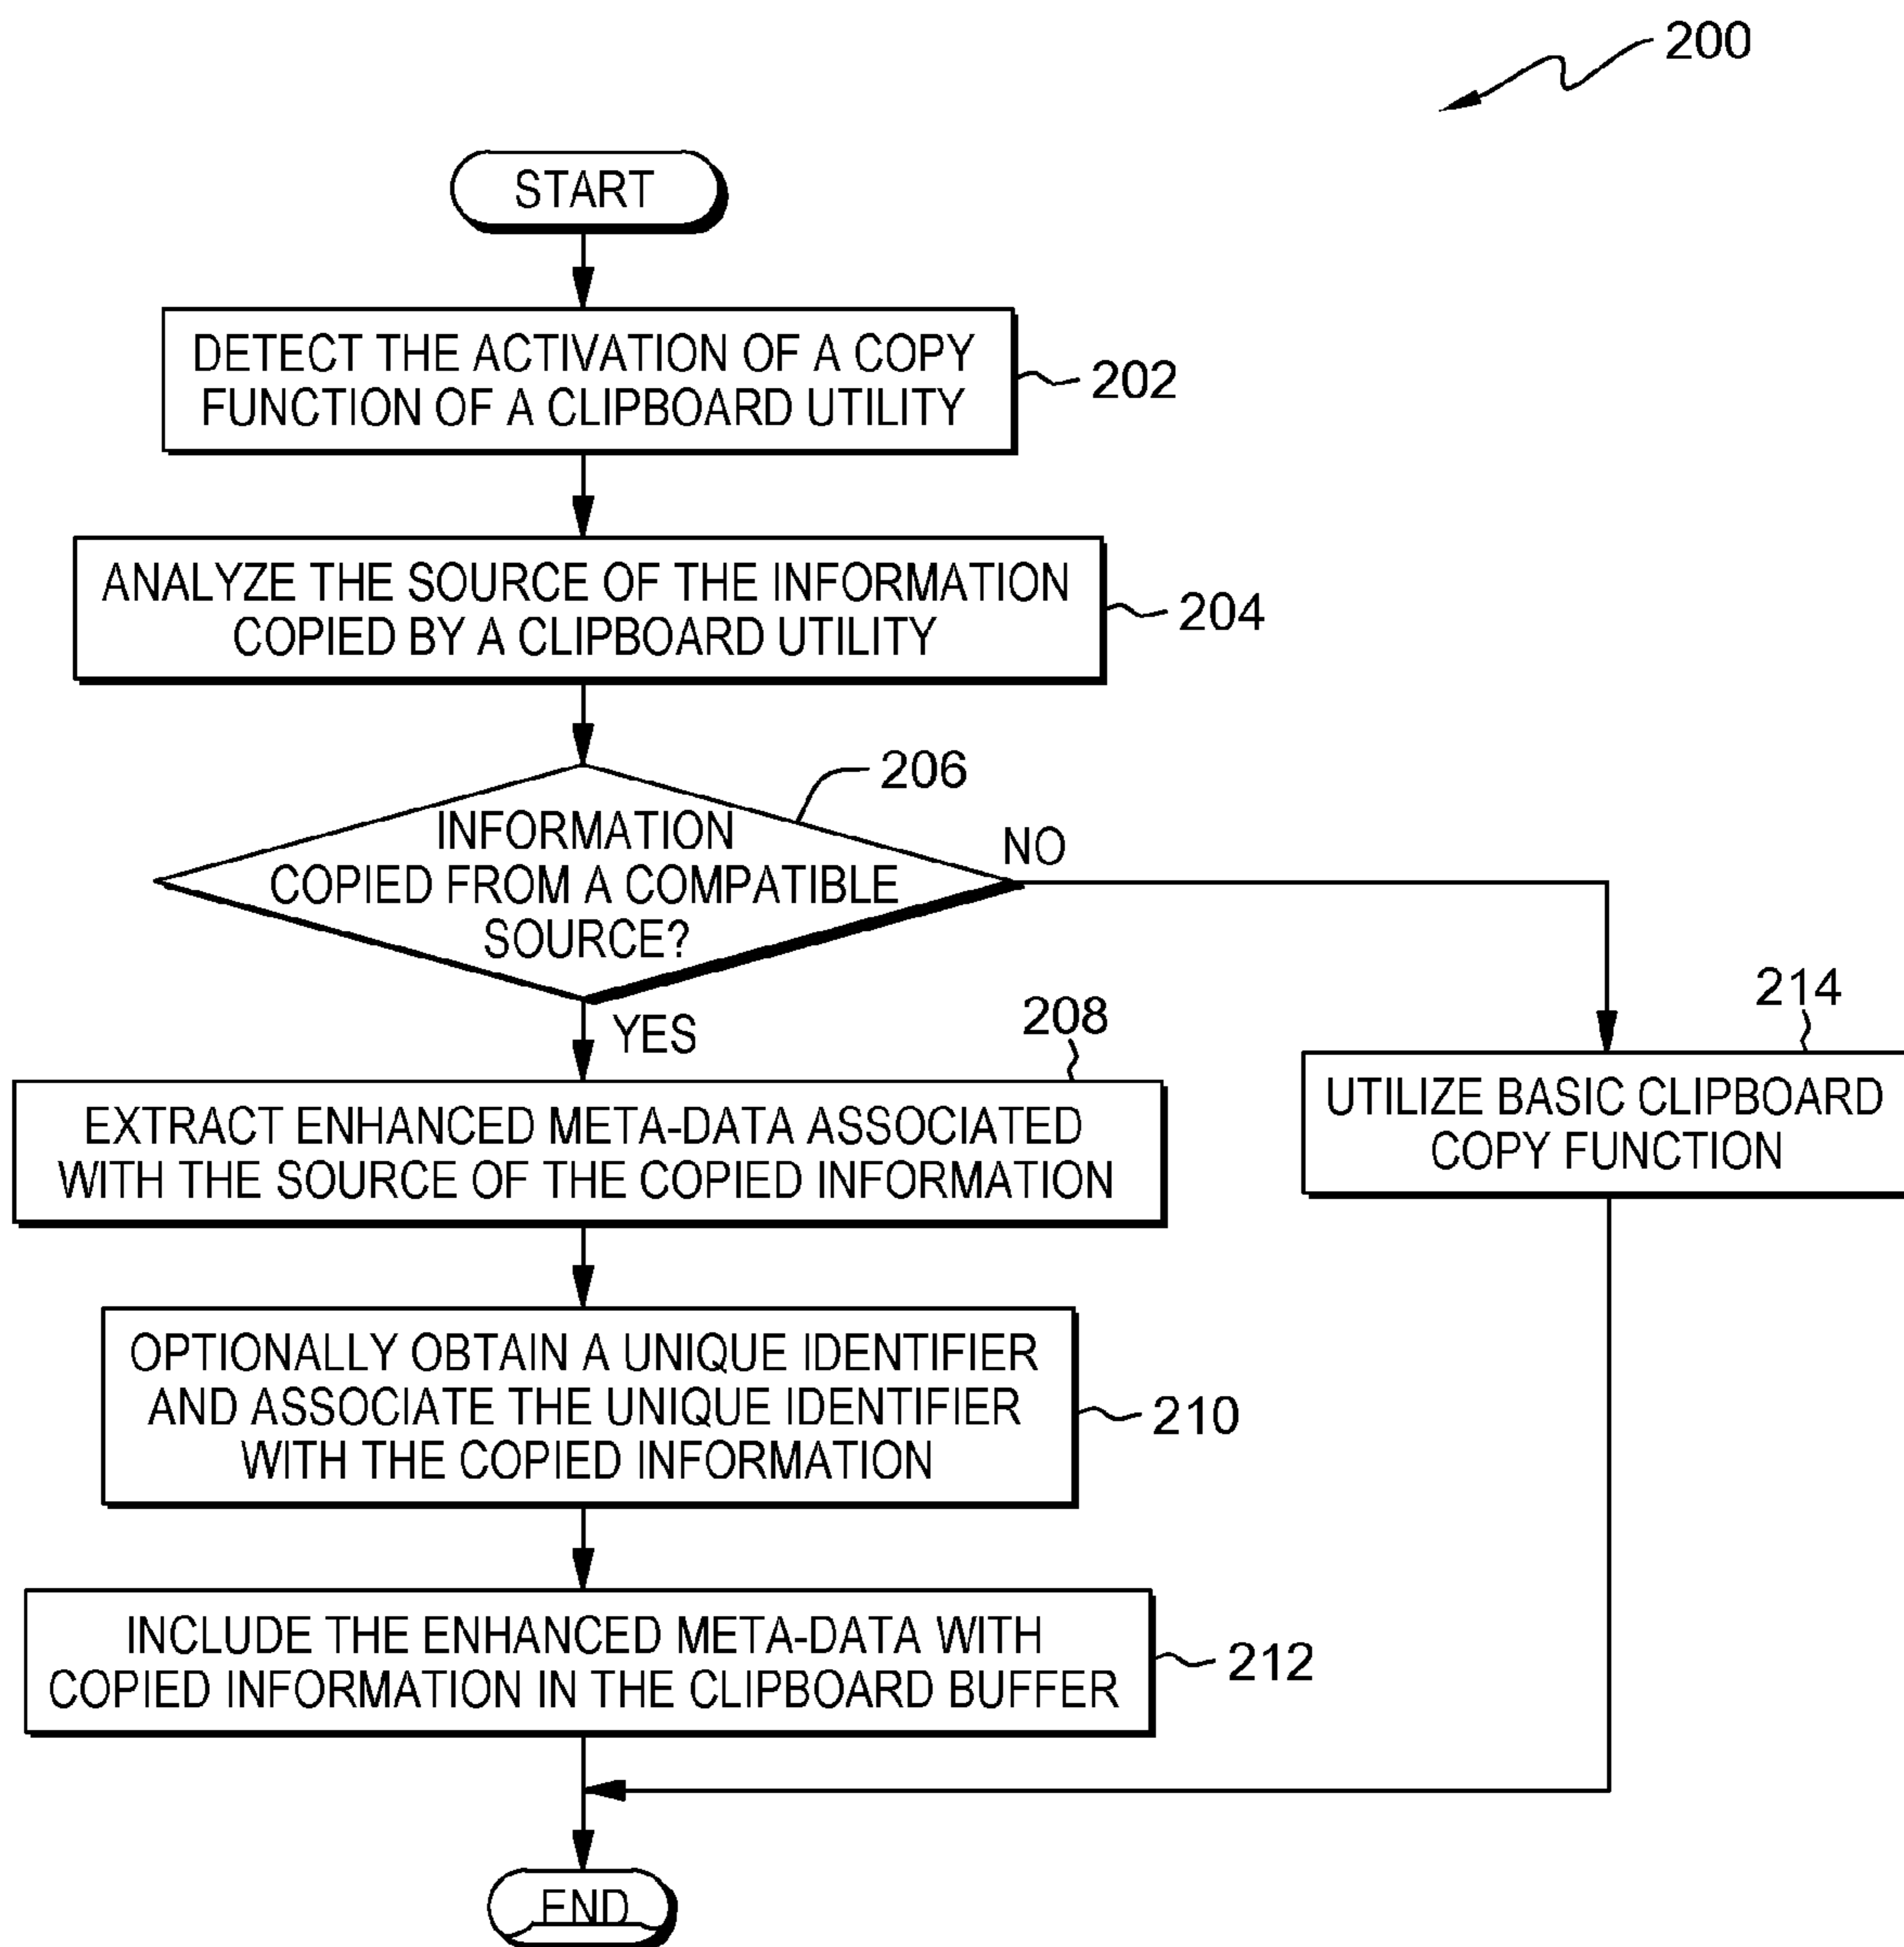 200
START
DETECT THE ACTIVATION OF A COPY
FUNCTION OF A CLIPBOARD UTILITY
202
ANALYZE THE SOURCE OF THE INFORMATION
COPIED BY A CLIPBOARD UTILITY
204
206
INFORMATION
COPIED FROM A COMPATIBLE
SOURCE?
NO
YES
208
EXTRACT ENHANCED META-DATA ASSOCIATED
WITH THE SOURCE OF THE COPIED INFORMATION
214
UTILIZE BASIC CLIPBOARD
COPY FUNCTION
OPTIONALLY OBTAIN A UNIQUE IDENTIFIER
AND ASSOCIATE THE UNIQUE IDENTIFIER
WITH THE COPIED INFORMATION
210
INCLUDE THE ENHANCED META-DATA WITH
COPIED INFORMATION IN THE CLIPBOARD BUFFER
212
END